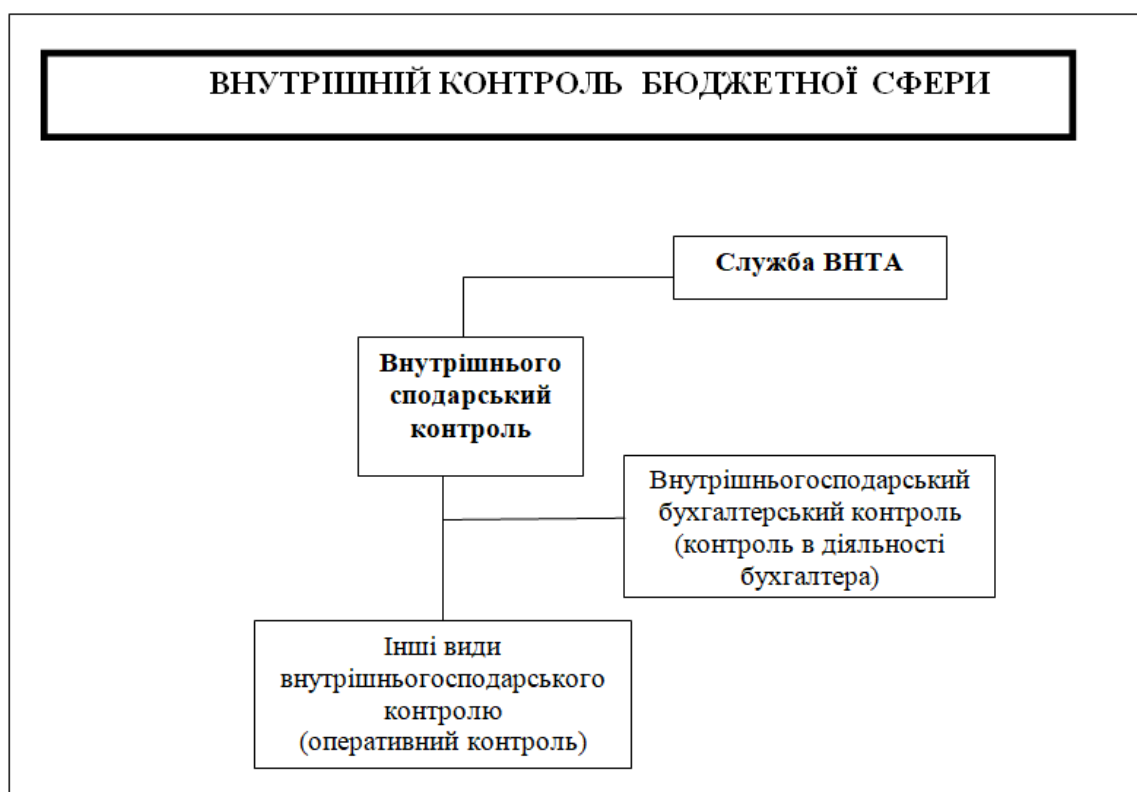 ВНУТРІШНІЙ КОНТРОЛЬ БЮДЖЕТНОЇ СФЕРИ
Служба ВНТА
Внутрішнього
сподарський
контроль
Внутрішньогосподарський
бухгалтерський контроль
(контроль в діяльності
бухгалтера)
Інші види
внутрішньогосподарського
контролю
(оперативний контроль)